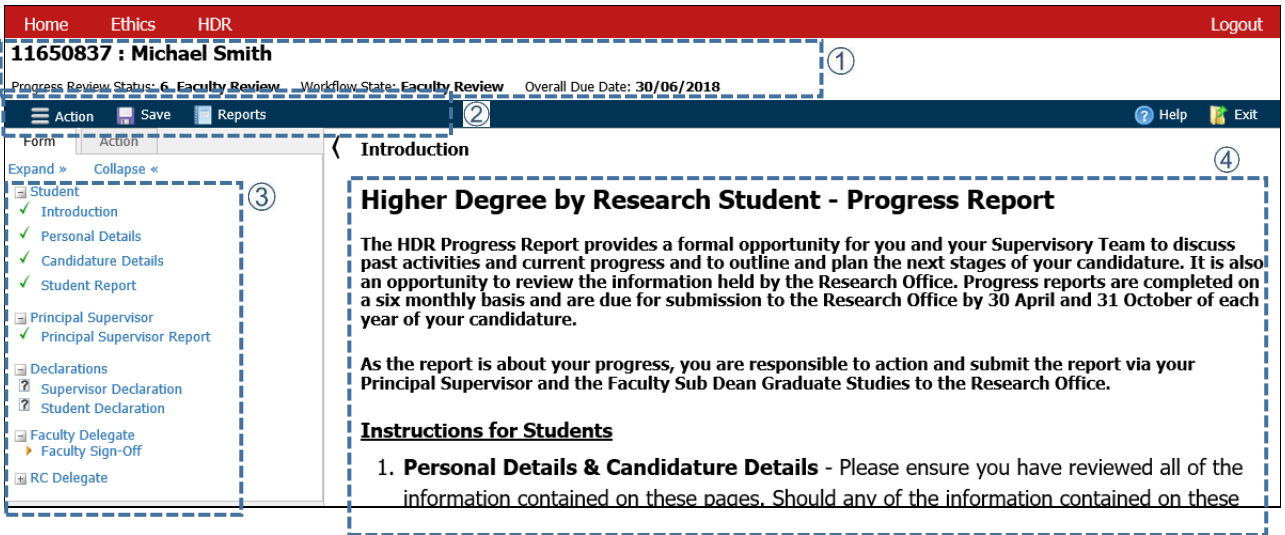 Home Ethics HDR Logout
11650837 : Michael Smith
①
Progress Review Status: 6. Faculty Review Workflow State: Faculty Review Overall Due Date: 30/06/2018
Action Save Reports ② Help Exit
Form Action
Expand » Collapse «
③
Student
Introduction
Personal Details
Candidature Details
Student Report
Principal Supervisor
Principal Supervisor Report
Declarations
Supervisor Declaration
Student Declaration
Faculty Delegate
Faculty Sign-Off
RC Delegate
Introduction
④
Higher Degree by Research Student - Progress Report
The HDR Progress Report provides a formal opportunity for you and your Supervisory Team to discuss
past activities and current progress and to outline and plan the next stages of your candidature. It is also
an opportunity to review the information held by the Research Office. Progress reports are completed on
a six monthly basis and are due for submission to the Research Office by 30 April and 31 October of each
year of your candidature.
As the report is about your progress, you are responsible to action and submit the report via your
Principal Supervisor and the Faculty Sub Dean Graduate Studies to the Research Office.
Instructions for Students
1. Personal Details & Candidature Details - Please ensure you have reviewed all of the
information contained on these pages. Should any of the information contained on these